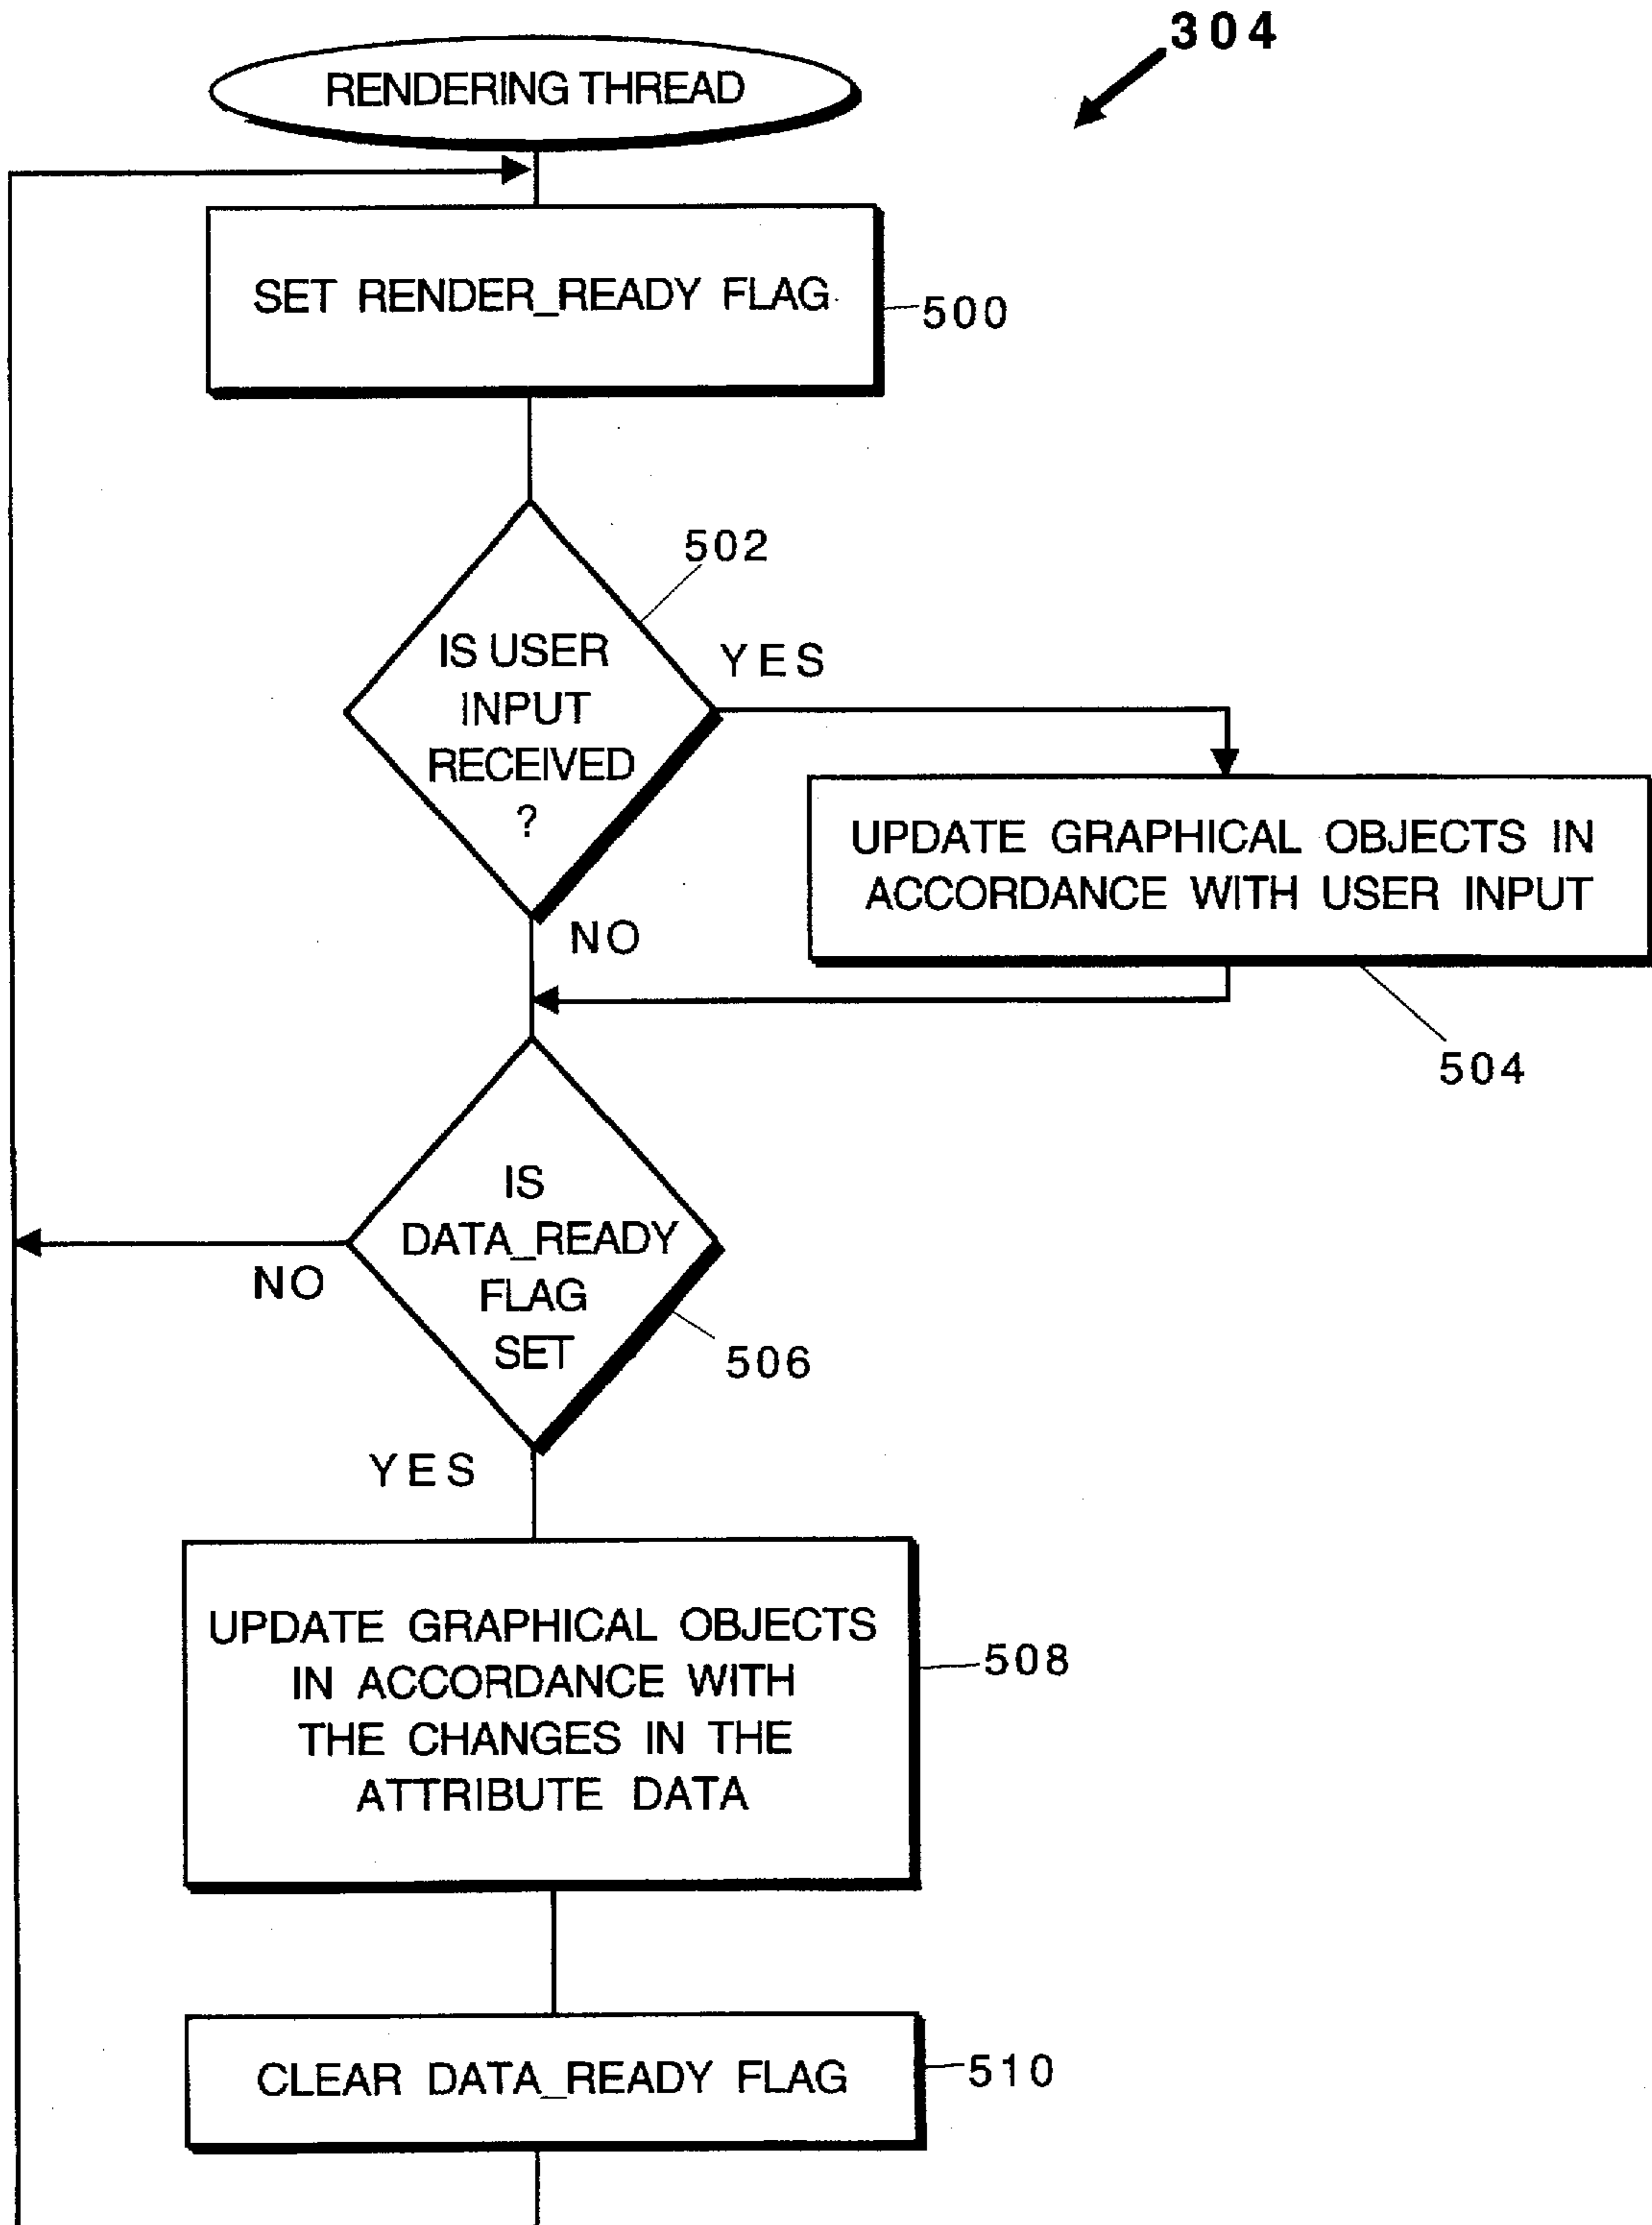 304
RENDERING THREAD
SET RENDER_READY FLAG
500
502
IS USER
INPUT
RECEIVED
?
YES
UPDATE GRAPHICAL OBJECTS IN
ACCORDANCE WITH USER INPUT
NO
504
IS
DATA_READY
FLAG
SET
NO
506
YES
UPDATE GRAPHICAL OBJECTS
IN ACCORDANCE WITH
THE CHANGES IN THE
ATTRIBUTE DATA
508
CLEAR DATA_READY FLAG
510